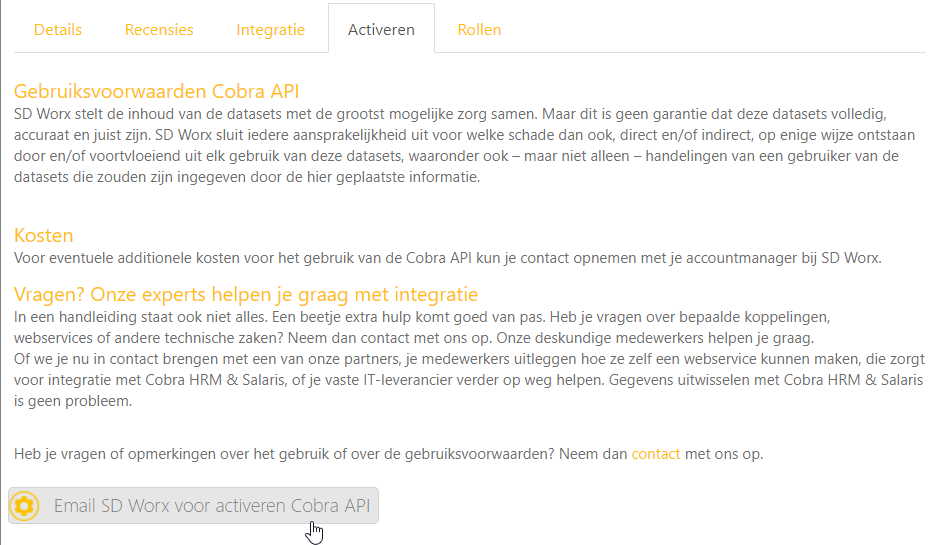 Details Recensies Integratie Activeren Rollen
Gebruiksvoorwaarden Cobra API
SD Worx stelt de inhoud van de datasets met de grootst mogelijke zorg samen. Maar dit is geen garantie dat deze datasets volledig,
accuraat en juist zijn. SD Worx sluit iedere aansprakelijkheid uit voor welke schade dan ook, direct en/of indirect, op enige wijze ontstaan
door en/of voortvloeiend uit elk gebruik van deze datasets, waaronder ook – maar niet alleen – handelingen van een gebruiker van de
datasets die zouden zijn ingegeven door de hier geplaatste informatie.
Kosten
Voor eventuele additionele kosten voor het gebruik van de Cobra API kun je contact opnemen met je accountmanager bij SD Worx.
Vragen? Onze experts helpen je graag met integratie
In een handleiding staat ook niet alles. Een beetje extra hulp komt goed van pas. Heb je vragen over bepaalde koppelingen,
webservices of andere technische zaken? Neem dan contact met ons op. Onze deskundige medewerkers helpen je graag.
Of we je nu in contact brengen met een van onze partners, je medewerkers uitleggen hoe ze zelf een webservice kunnen maken, die zorgt
voor integratie met Cobra HRM & Salaris, of je vaste IT-leverancier verder op weg helpen. Gegevens uitwisselen met Cobra HRM & Salaris
is geen probleem.
Heb je vragen of opmerkingen over het gebruik of over de gebruiksvoorwaarden? Neem dan contact met ons op.
Email SD Worx voor activeren Cobra API